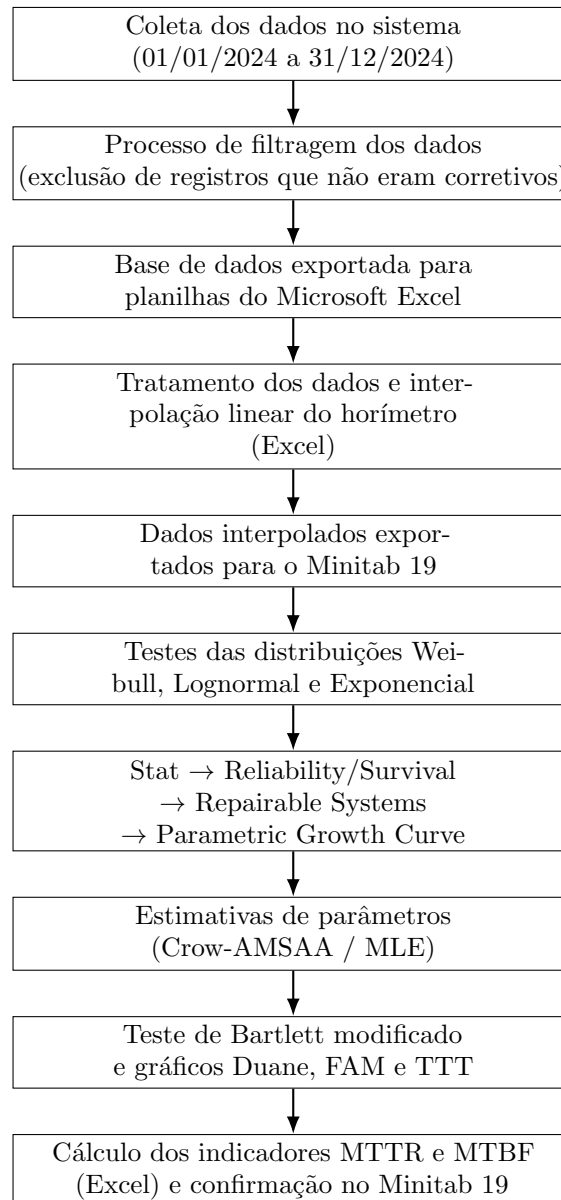 Coleta dos dados no sistema
(01/01/2024 a 31/12/2024)
Processo de filtragem dos dados
(exclusão de registros que não eram corretivos)
Base de dados exportada para
planilhas do Microsoft Excel
Tratamento dos dados e inter-
polação linear do horímetro
(Excel)
Dados interpolados expor-
tados para o Minitab 19
Testes das distribuições Wei-
bull, Lognormal e Exponencial
Stat → Reliability/Survival
→ Repairable Systems
→ Parametric Growth Curve
Estimativas de parâmetros
(Crow-AMSAA / MLE)
Teste de Bartlett modificado
e gráficos Duane, FAM e TTT
Cálculo dos indicadores MTTR e MTBF
(Excel) e confirmação no Minitab 19